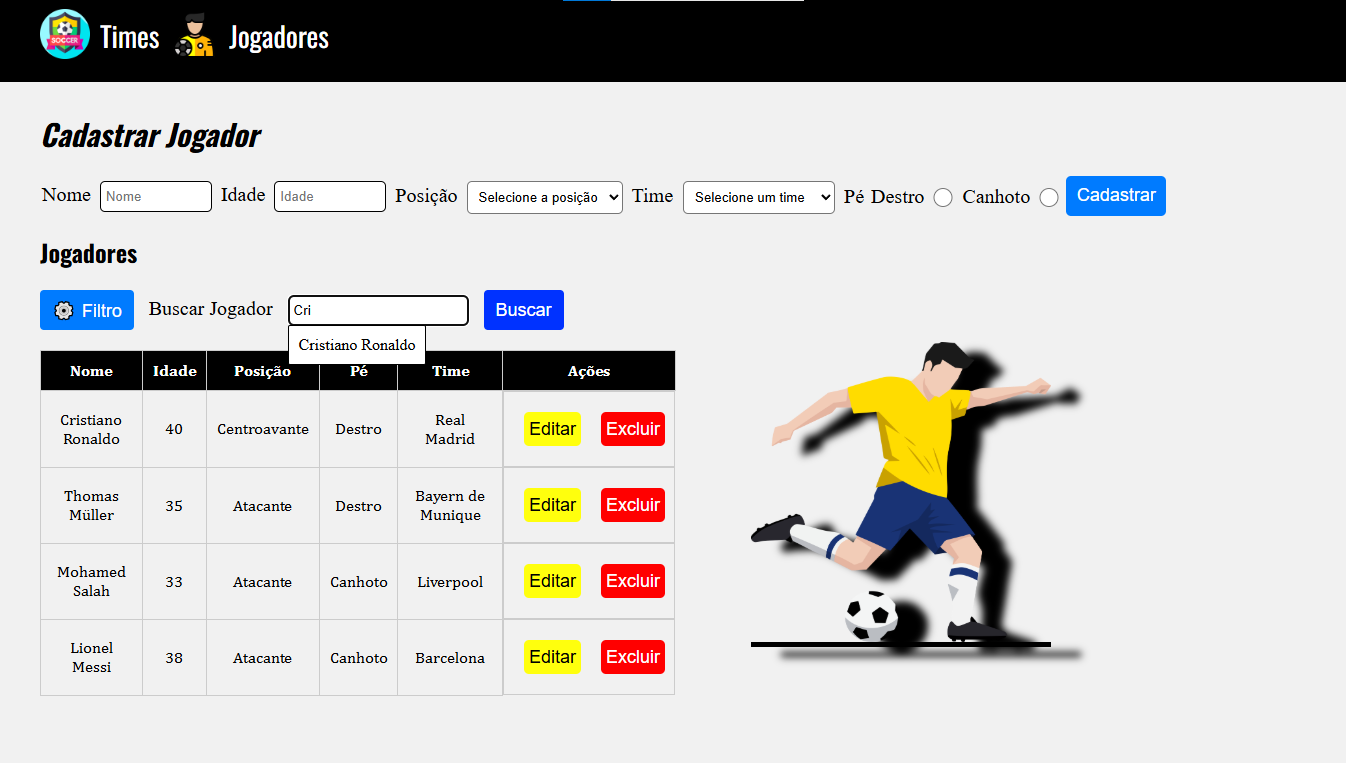 SOCCER Times Jogadores
Cadastrar Jogador
Nome Nome Idade Idade Posição Selecione a posição Time Selecione um time Pé Destro Canhoto Cadastrar
Jogadores
Filtro Buscar Jogador Cri Buscar
Cristiano Ronaldo
Nome Idade Posição Pé Time Ações
Cristiano Ronaldo 40 Centroavante Destro Real Madrid Editar Excluir
Thomas Müller 35 Atacante Destro Bayern de Munique Editar Excluir
Mohamed Salah 33 Atacante Canhoto Liverpool Editar Excluir
Lionel Messi 38 Atacante Canhoto Barcelona Editar Excluir